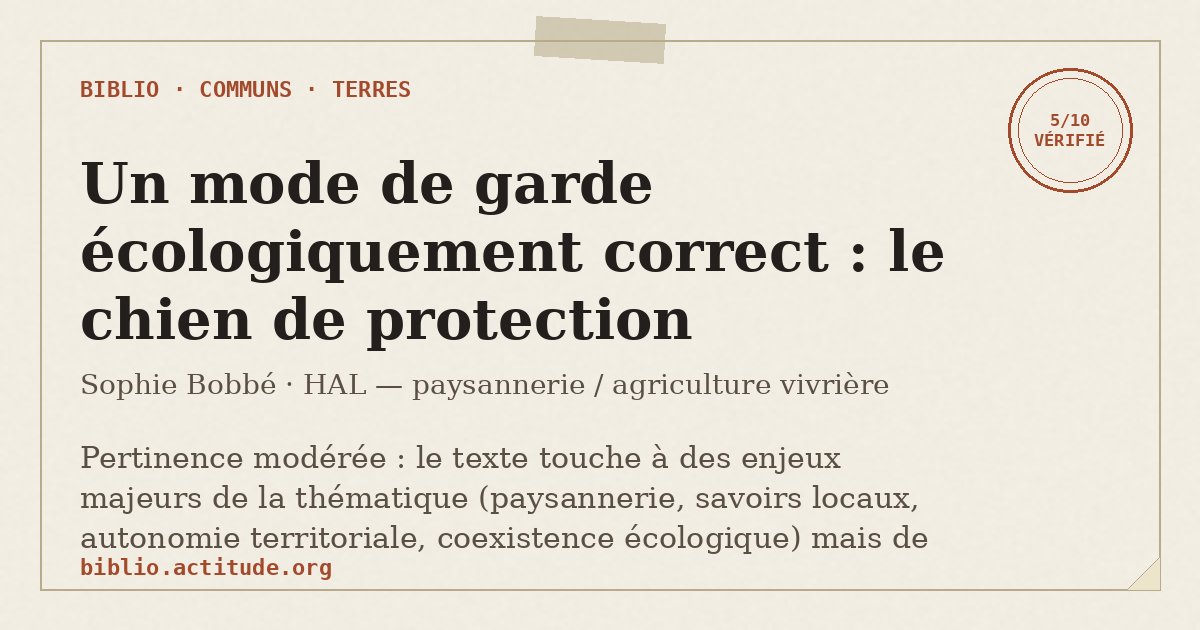 BIBLIO · COMMUNS · TERRES
5/10
VÉRIFIÉ
Un mode de garde
écologiquement correct : le
chien de protection
Sophie Bobbé · HAL — paysannerie / agriculture vivrière
Pertinence modérée : le texte touche à des enjeux
majeurs de la thématique (paysannerie, savoirs locaux,
autonomie territoriale, coexistence écologique) mais de
biblio.actitude.org